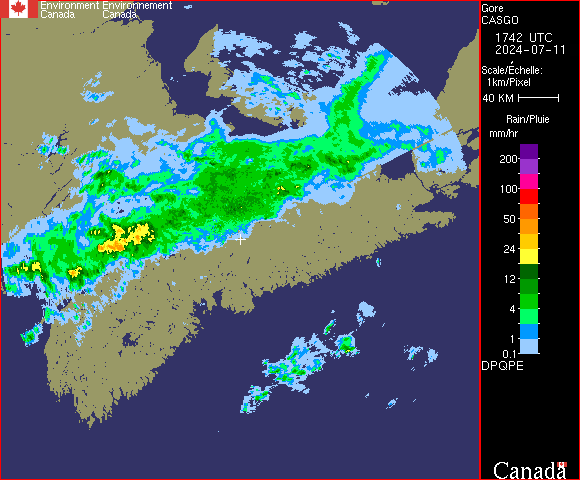 Environment Environnement
Canada Canada
Gore
CASGO
1742 UTC
2024-07-11
Scale/Échelle:
1km/Pixel
40 KM
Rain/Pluie
mm/hr
200
100
50
24
12
4
1
0.1
DPQPE
Canada